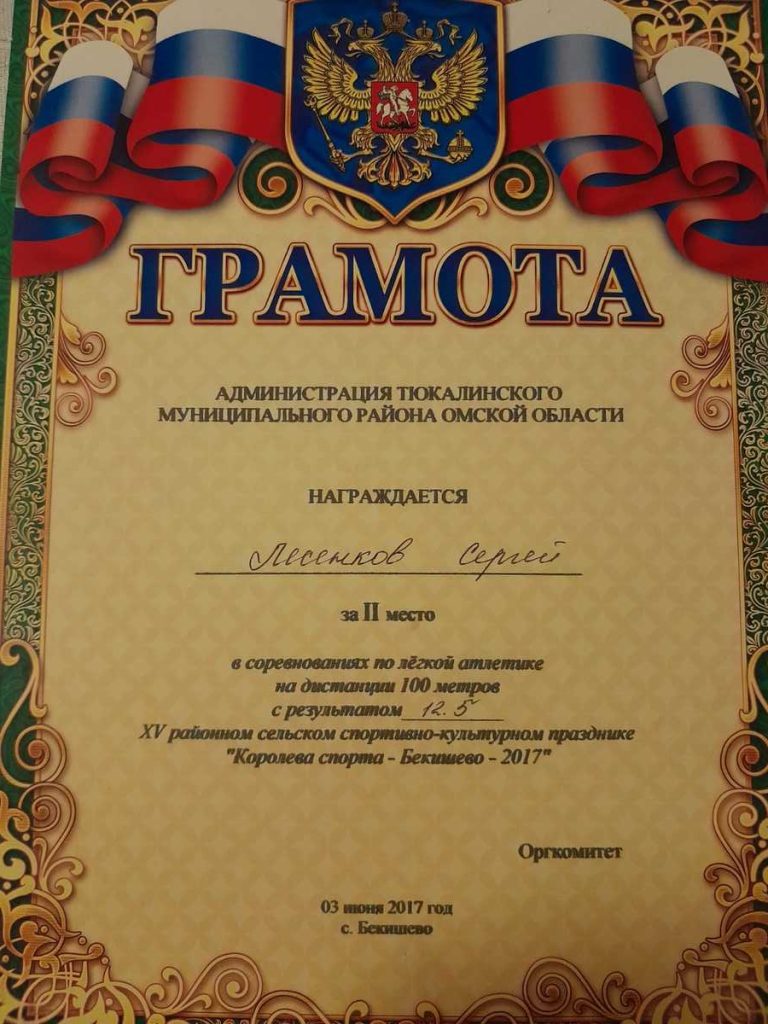 ГРАМОТА
АДМИНИСТРАЦИЯ ТЮКАЛИНСКОГО
МУНИЦИПАЛЬНОГО РАЙОНА ОМСКОЙ ОБЛАСТИ
НАГРАЖДАЕТСЯ
Лесенков Сергей
за II место
в соревнованиях по лёгкой атлетике
на дистанции 100 метров
с результатом 12.5
XV районном сельском спортивно-культурном празднике
"Королева спорта - Бекишево - 2017"
Оргкомитет
03 июня 2017 год
с. Бекишево